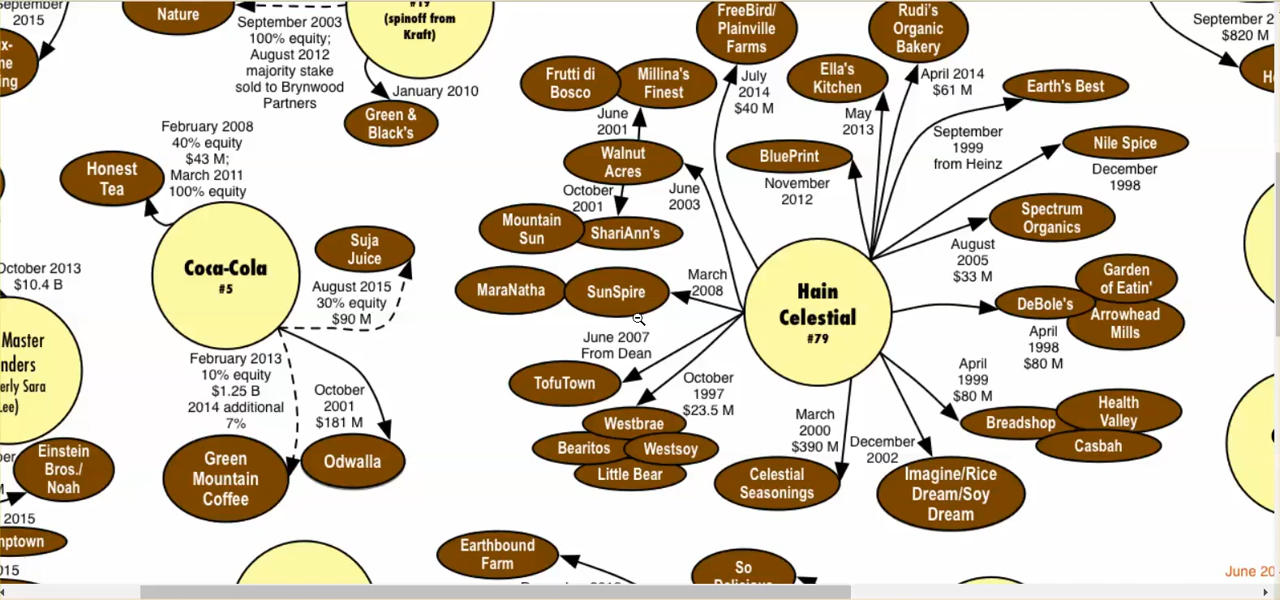 September
2015
Nature
September 2003
100% equity;
August 2012
majority stake
sold to Brynwood
Partners
#19
(spinoff from
Kraft)
January 2010
Green &
Black's
February 2008
40% equity
$43 M;
March 2011
100% equity
Honest
Tea
Coca-Cola
#5
Suja
Juice
August 2015
30% equity
$90 M
October 2013
$10.4 B
February 2013
10% equity
$1.25 B
2014 additional
7%
October
2001
$181 M
Green
Mountain
Coffee
Odwalla
Master
Einstein
Bros./
Noah
2015
Frutti di
Bosco
Millina's
Finest
June
2001
Walnut
Acres
October
2001
June
2003
Mountain
Sun
ShariAnn's
MaraNatha
SunSpire
March
2008
June 2007
From Dean
TofuTown
October
1997
$23.5 M
Westbrae
Bearitos
Westsoy
Little Bear
FreeBird/
Plainville
Farms
July
2014
$40 M
Ella's
Kitchen
May
2013
Rudi's
Organic
Bakery
April 2014
$61 M
BluePrint
November
2012
Earth's Best
September
1999
from Heinz
Nile Spice
December
1998
Spectrum
Organics
August
2005
$33 M
Hain
Celestial
#79
Garden
of Eatin'
DeBole's
Arrowhead
Mills
April
1998
$80 M
April
1999
$80 M
Health
Valley
Breadshop
Casbah
March
2000
$390 M
Celestial
Seasonings
December
2002
Imagine/Rice
Dream/Soy
Dream
September 2
$820 M
Earthbound
Farm
So
Delicious
June 20